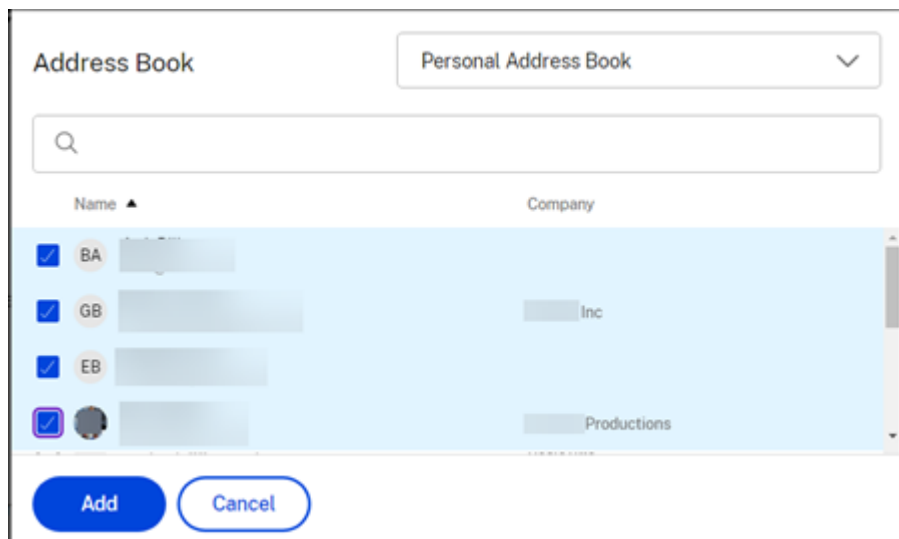 Address Book
Personal Address Book
Name ▲ Company
BA
GB Inc
EB
Productions
Add Cancel